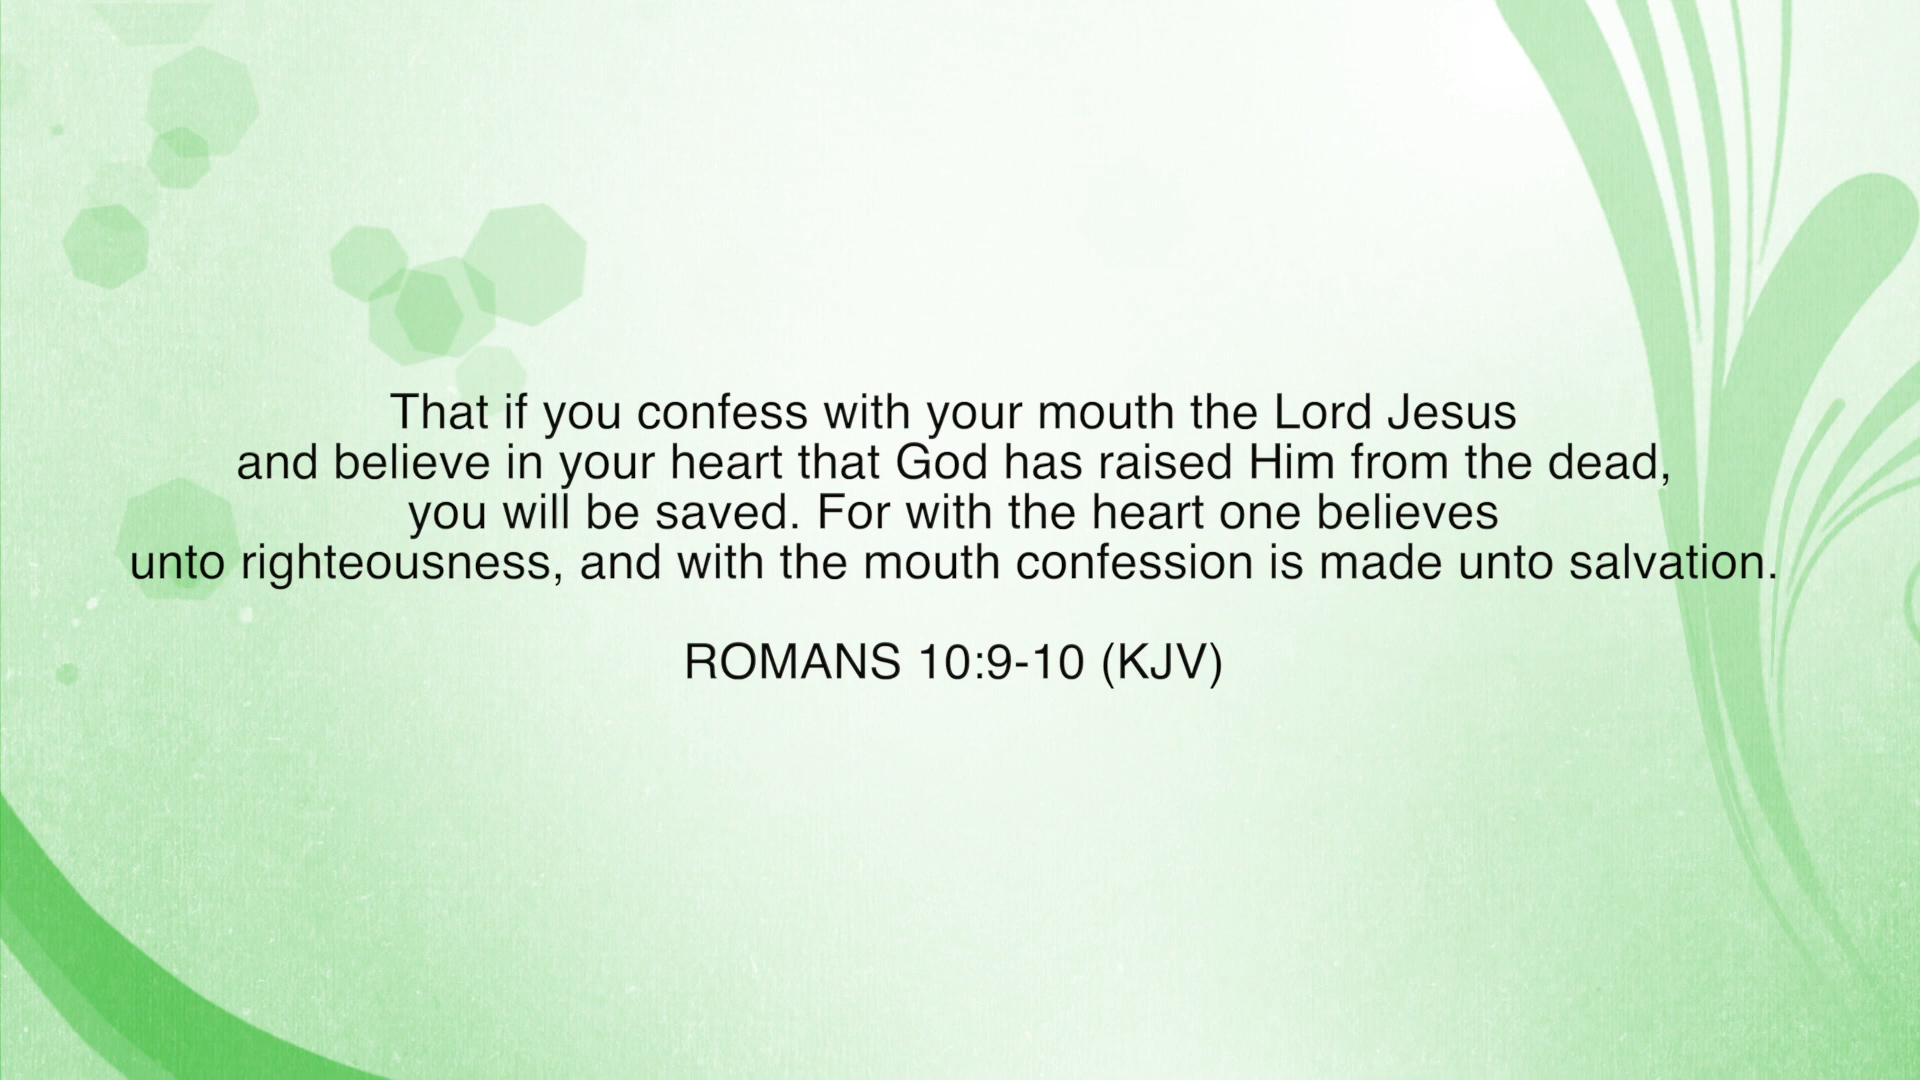 That if you confess with your mouth the Lord Jesus
and believe in your heart that God has raised Him from the dead,
you will be saved. For with the heart one believes
unto righteousness, and with the mouth confession is made unto salvation.
ROMANS 10:9-10 (KJV)